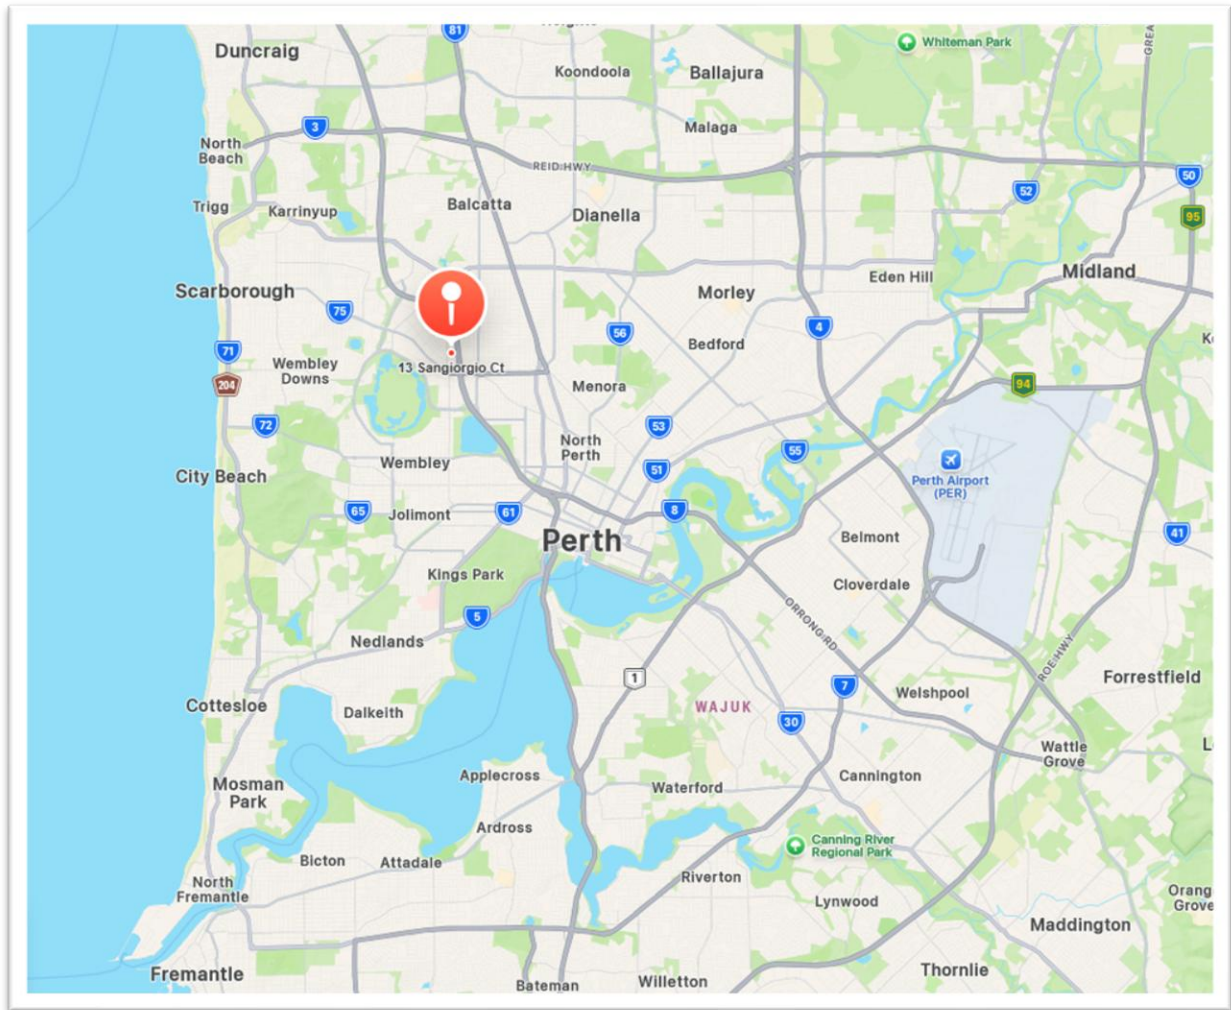 81
Whiteman Park
Duncraig
Koondoola
Ballajura
3
Malaga
North
Beach
REID HWY
50
52
Trigg
Karrinyup
Balcatta
Dianella
95
Eden Hill
Midland
Scarborough
Morley
75
56
4
Bedford
71
Wembley
Downs
13 Sangiorgio Ct
204
Menora
94
72
53
North
Perth
55
City Beach
Wembley
51
Perth Airport
(PER)
65
Jolimont
61
8
Perth
Belmont
41
Kings Park
Cloverdale
5
ORRONG RD
Nedlands
ROE HWY
1
7
Forrestfield
Cottesloe
Dalkeith
WAJUK
Welshpool
30
Wattle
Grove
Mosman
Park
Applecross
Waterford
Cannington
Ardross
Canning River
Regional Park
Bicton
Attadale
Riverton
North
Fremantle
Lynwood
Orang
Grove
Maddington
Fremantle
Thornlie
Bateman
Willetton